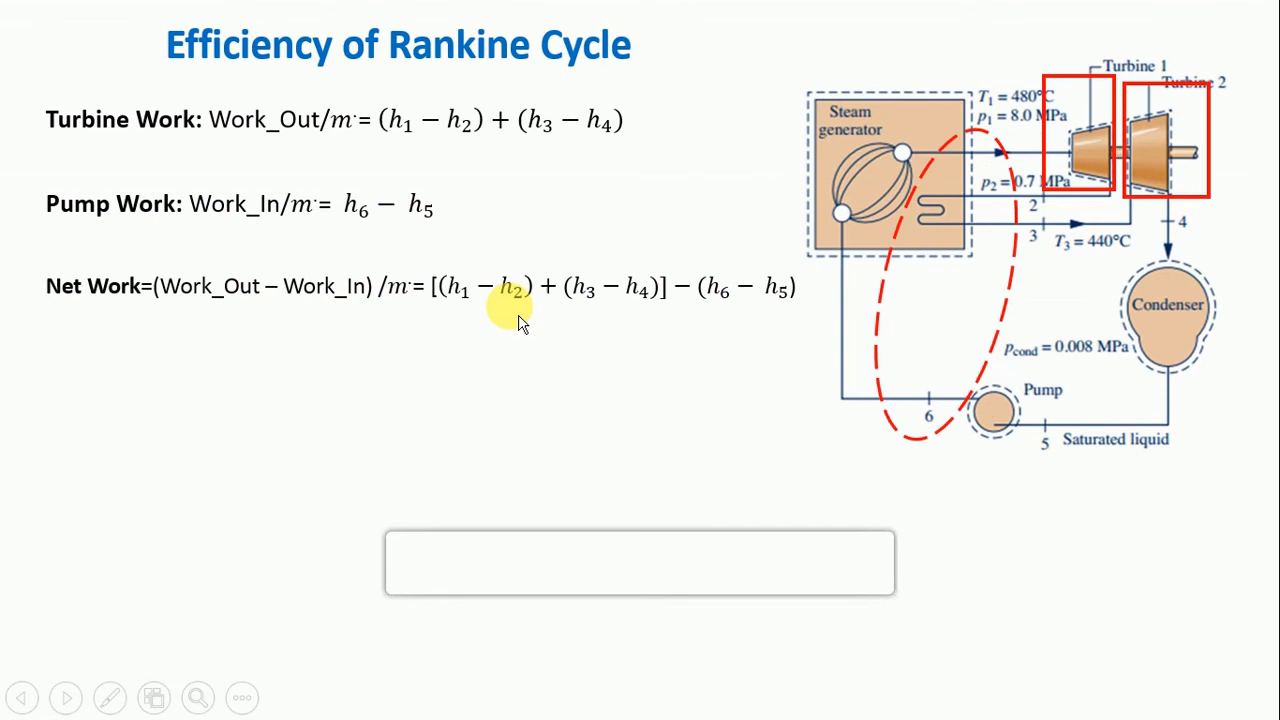 Efficiency of Rankine Cycle
Turbine Work: Work_Out/ṁ= (h₁ − h₂) + (h₃ − h₄)
Pump Work: Work_In/ṁ= h₆ − h₅
Net Work=(Work_Out – Work_In) /ṁ= [(h₁ − h₂) + (h₃ − h₄)] − (h₆ − h₅)
Turbine 1
Turbine 2
T₁ = 480°C
p₁ = 8.0 MPa
Steam
generator
p₂ = 0.7 MPa
2
3
T₃ = 440°C
4
Condenser
p_cond = 0.008 MPa
Pump
6
5
Saturated liquid